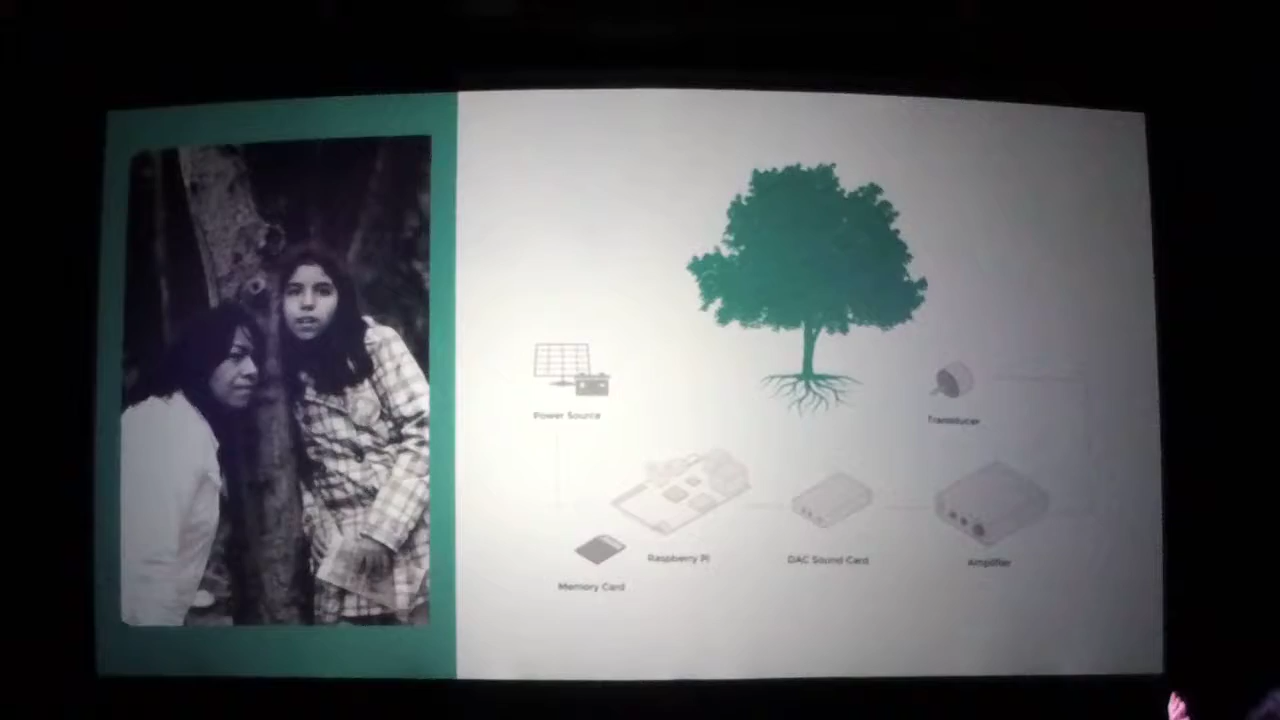 Power Source
Transducer
Raspberry Pi
DAC Sound Card
Amplifier
Memory Card